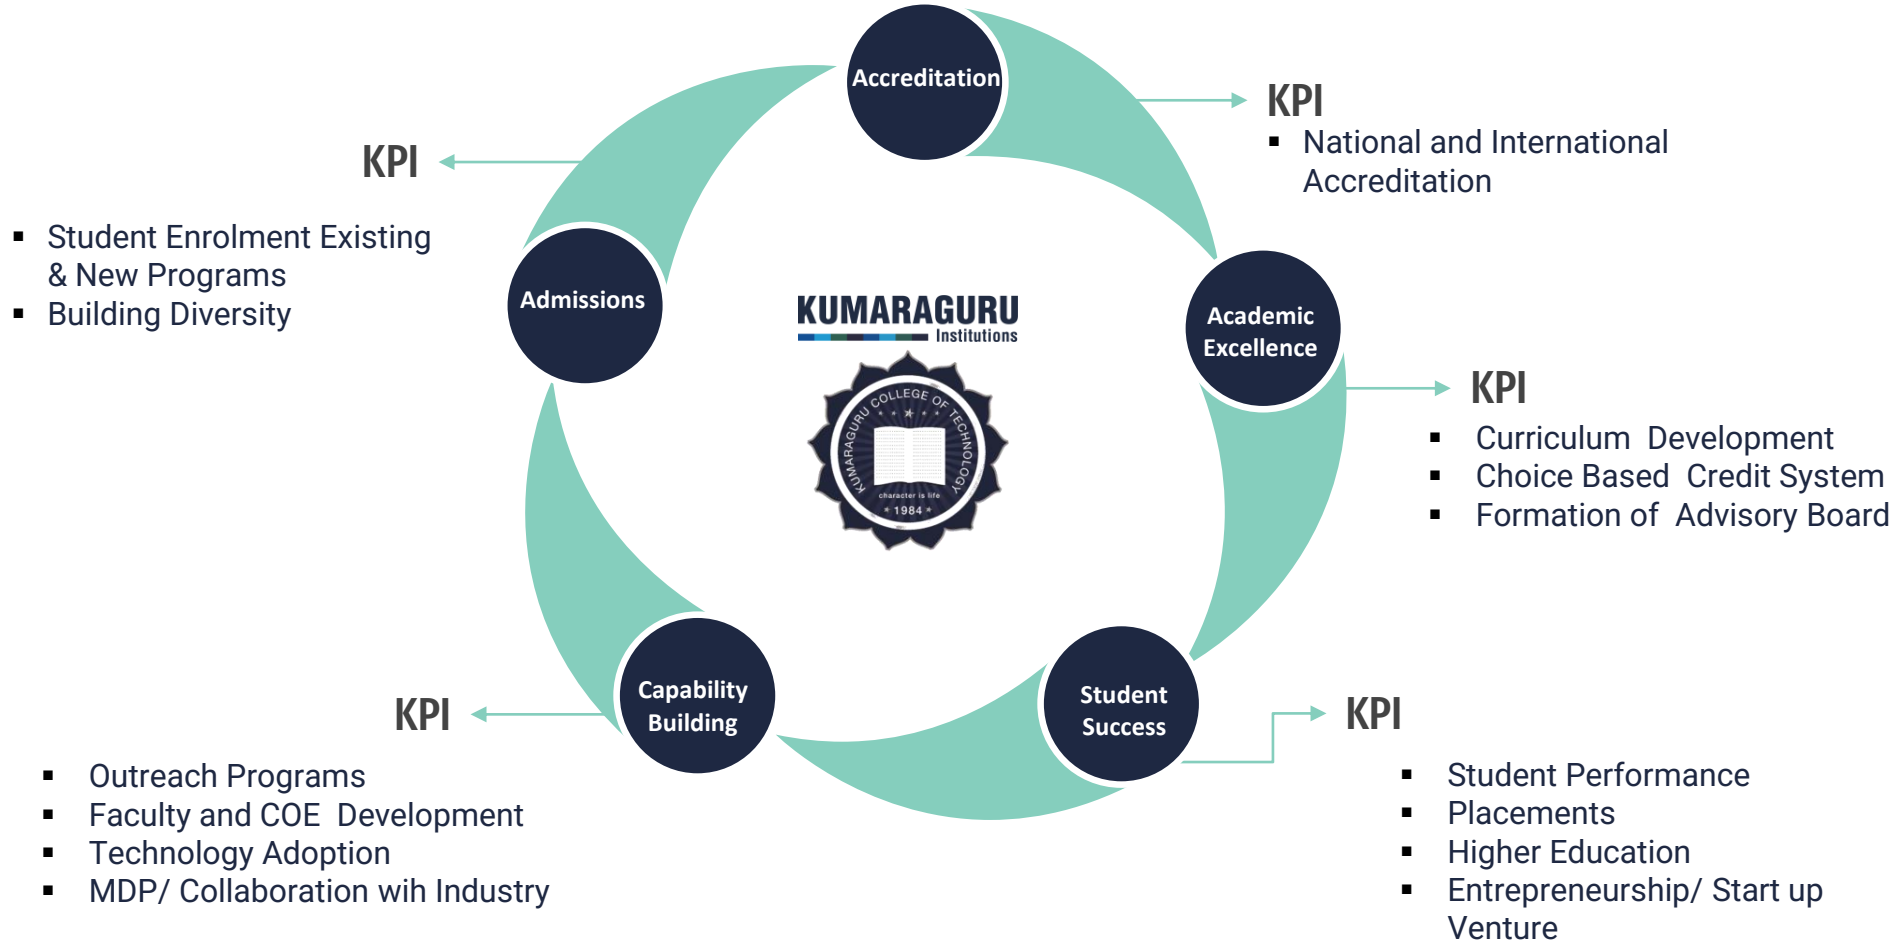 Accreditation
KPI
▪ National and International
Accreditation
Academic
Excellence
KPI
▪ Curriculum Development
▪ Choice Based Credit System
▪ Formation of Advisory Board
Student
Success
KPI
▪ Student Performance
▪ Placements
▪ Higher Education
▪ Entrepreneurship/ Start up
Venture
Capability
Building
KPI
▪ Outreach Programs
▪ Faculty and COE Development
▪ Technology Adoption
▪ MDP/ Collaboration wih Industry
Admissions
KPI
▪ Student Enrolment Existing
& New Programs
▪ Building Diversity
KUMARAGURU
Institutions
KUMARAGURU COLLEGE OF TECHNOLOGY
character is life
* 1984 *